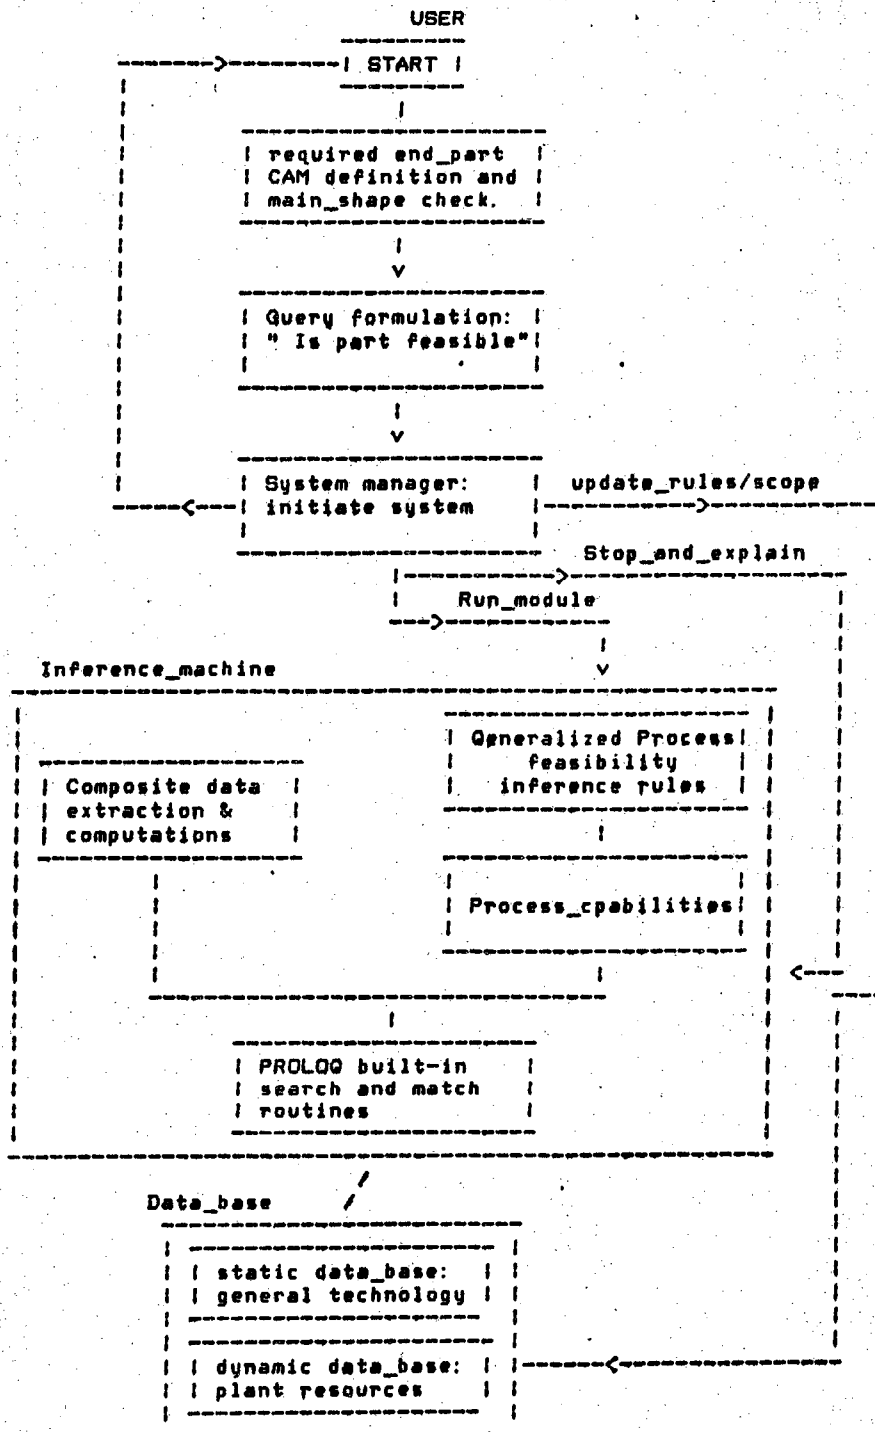 USER
START
required end_part
CAM definition and
main_shape check.
Query formulation:
" Is part feasible"
System manager:
initiate system
update_rules/scope
Stop_and_explain
Run_module
Inference_machine
Generalized Process
feasibility
inference rules
Composite data
extraction &
computations
Process_cpabilities
PROLOG built-in
search and match
routines
Data_base
static data_base:
general technology
dynamic data_base:
plant resources